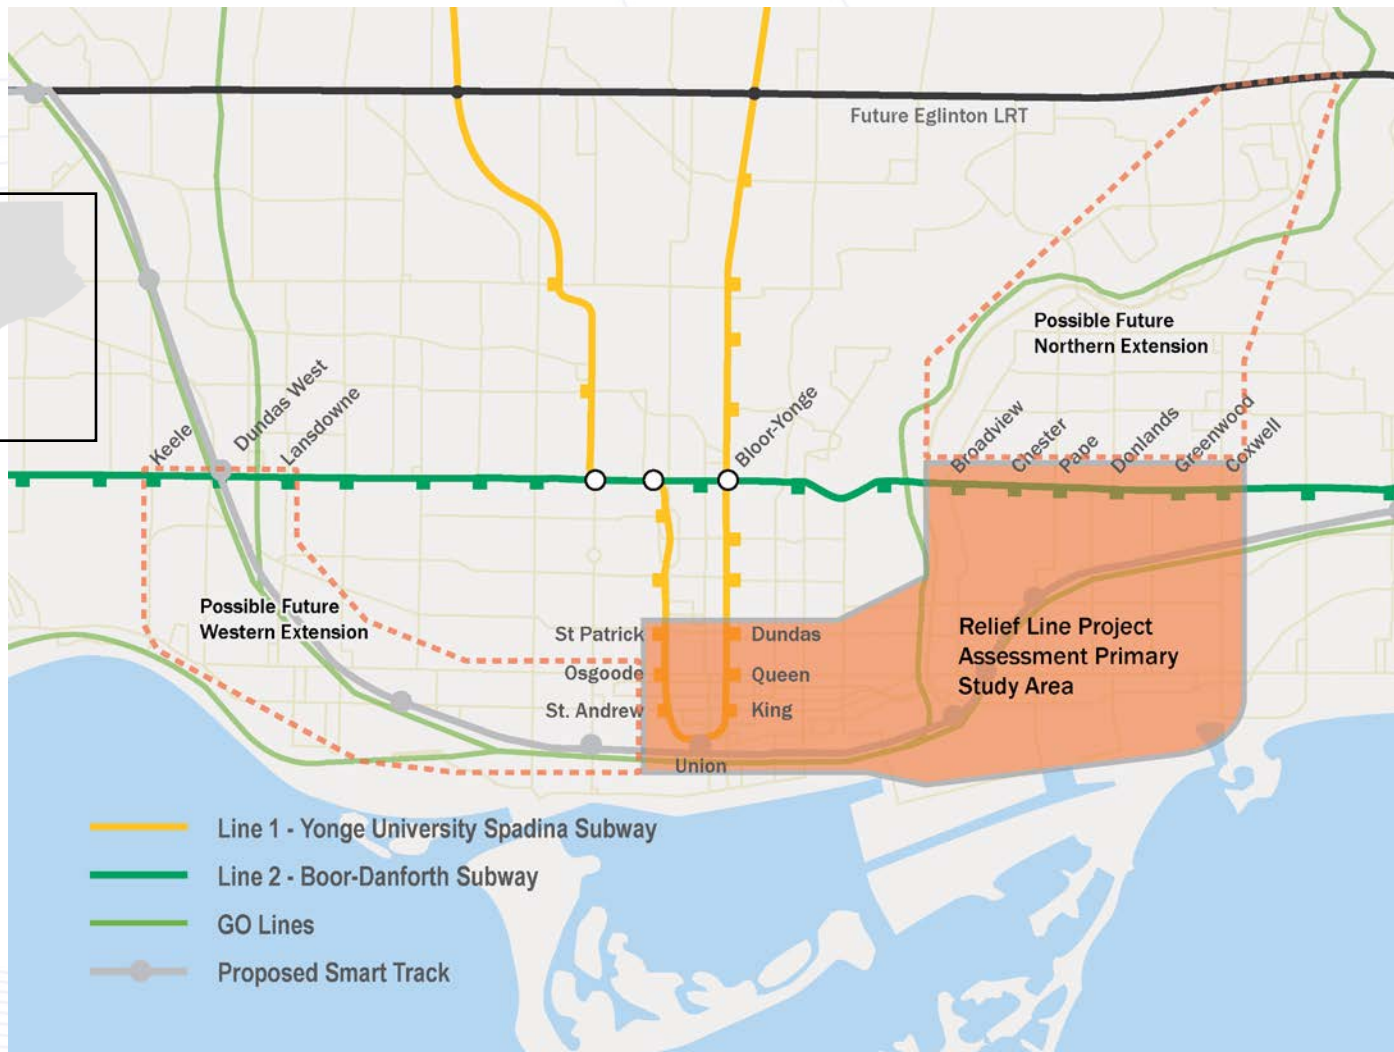 Future Eglinton LRT
Possible Future
Northern Extension
Keele
Dundas West
Lansdowne
Bloor-Yonge
Broadview
Chester
Pape
Donlands
Greenwood
Coxwell
Possible Future
Western Extension
St Patrick
Dundas
Osgoode
Queen
St. Andrew
King
Union
Relief Line Project
Assessment Primary
Study Area
Line 1 - Yonge University Spadina Subway
Line 2 - Boor-Danforth Subway
GO Lines
Proposed Smart Track